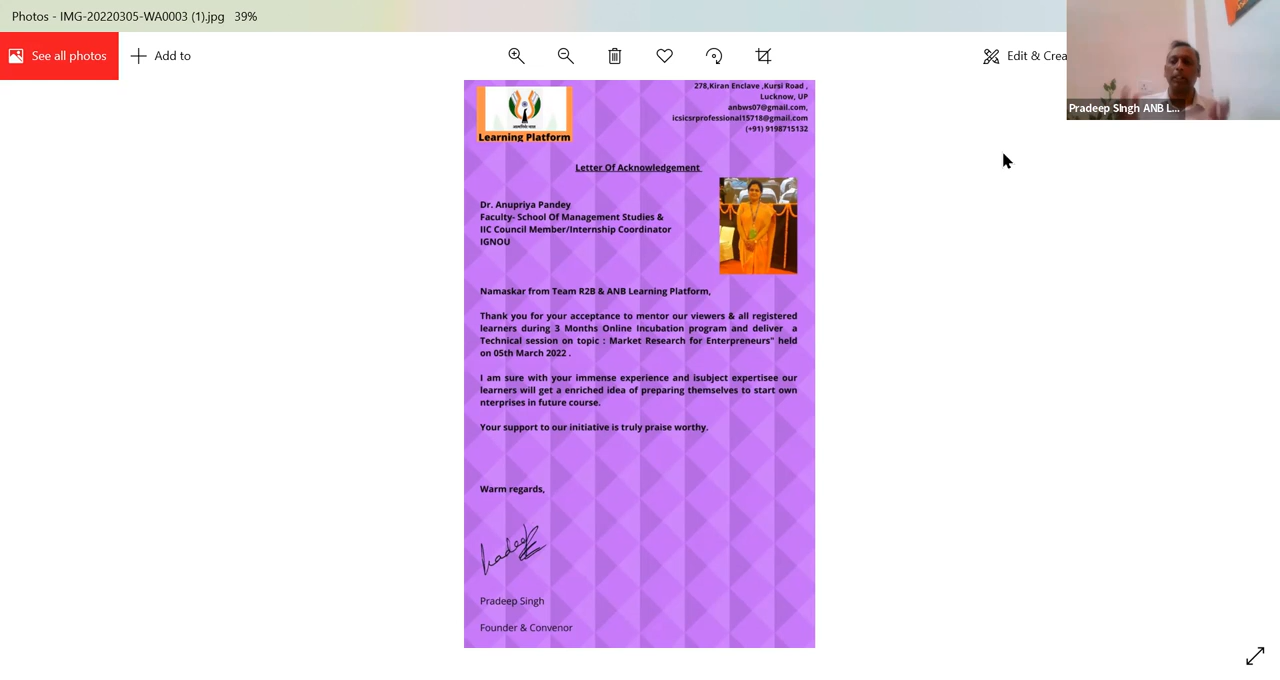 Photos - IMG-20220305-WA0003 (1).jpg   39%
See all photos
Add to
Edit & Crea
Pradeep SIngh ANB L...
Learning Platform
278,Kiran Enclave ,Kursi Road ,
Lucknow, UP
anbws07@gmail.com,
icsicsrprofessional15718@gmail.com
(+91) 9198715132
Letter Of Acknowledgement
Dr. Anupriya Pandey
Faculty- School Of Management Studies &
IIC Council Member/Internship Coordinator
IGNOU
Namaskar from Team R2B & ANB Learning Platform,
Thank you for your acceptance to mentor our viewers & all registered
learners during 3 Months Online Incubation program and deliver a
Technical session on topic : Market Research for Enterpreneurs" held
on 05th March 2022 .
I am sure with your immense experience and isubject expertisee our
learners will get a enriched idea of preparing themselves to start own
nterprises in future course.
Your support to our initiative is truly praise worthy.
Warm regards,
Pradeep Singh
Founder & Convenor